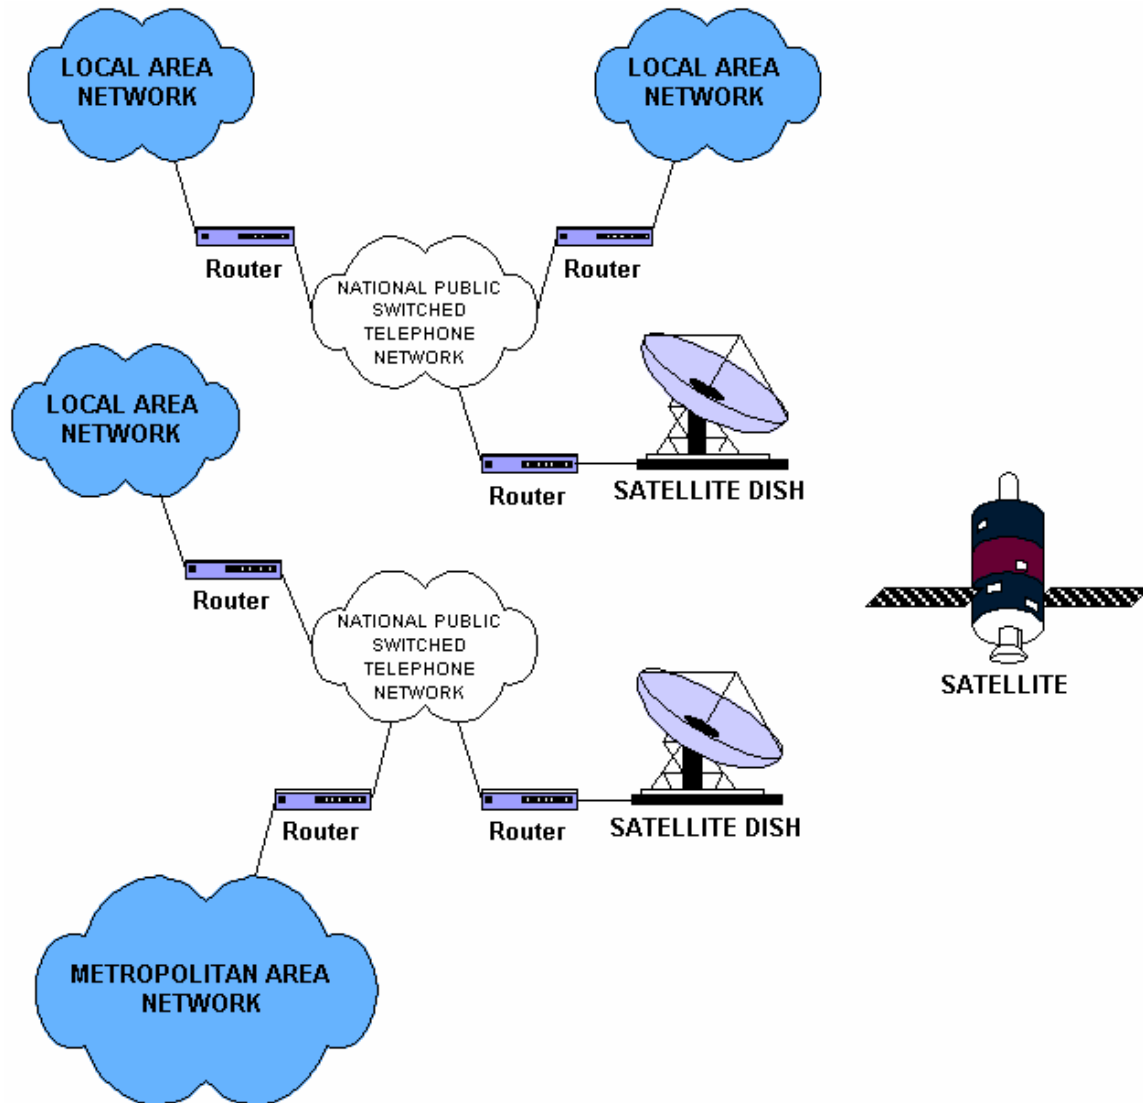 LOCAL AREA
NETWORK
LOCAL AREA
NETWORK
Router
Router
NATIONAL PUBLIC
SWITCHED
TELEPHONE
NETWORK
LOCAL AREA
NETWORK
Router
SATELLITE DISH
Router
NATIONAL PUBLIC
SWITCHED
TELEPHONE
NETWORK
SATELLITE
Router
Router
SATELLITE DISH
METROPOLITAN AREA
NETWORK